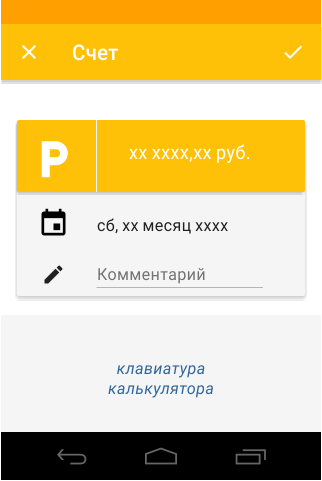 Счет
P
xx xxxx,xx руб.
сб, xx месяц xxxx
Комментарий
клавиатура
калькулятора